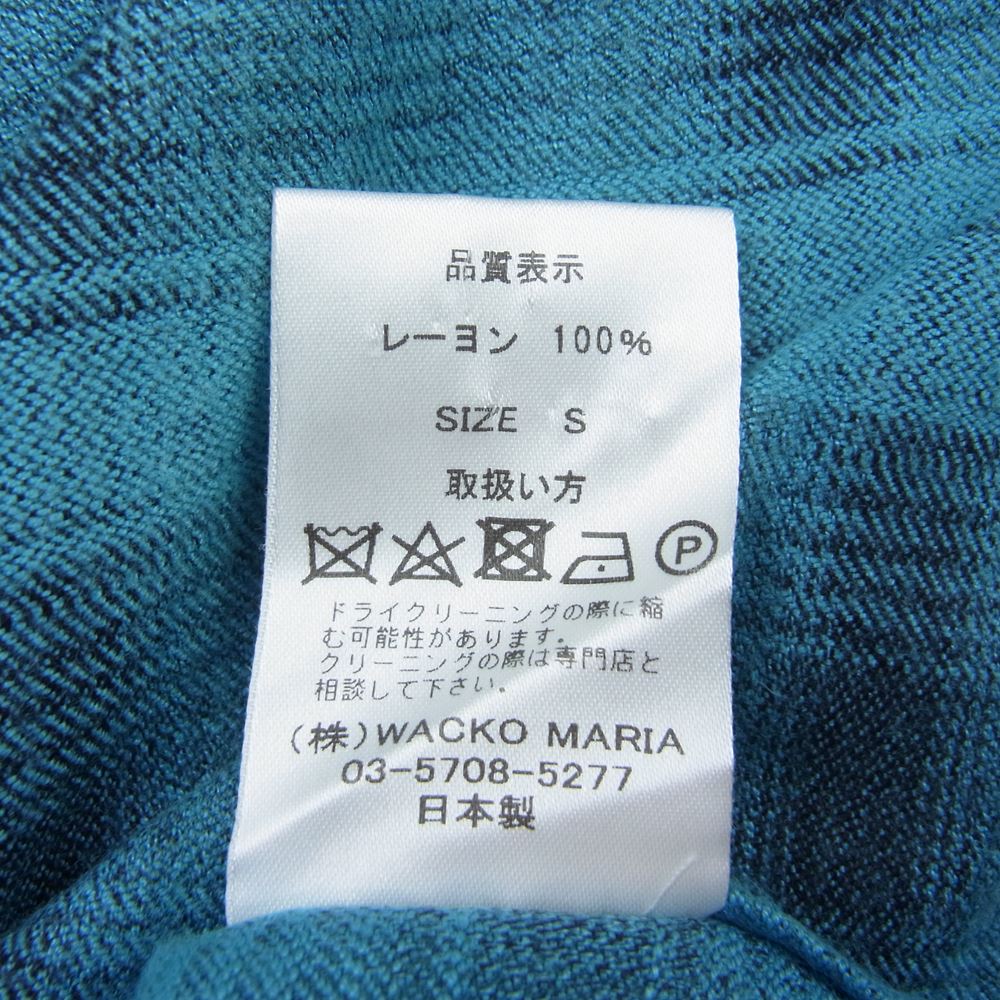 品質表示
レーヨン 100%
SIZE S
取扱い方
P
ドライクリーニングの際に縮
む可能性があります。
クリーニングの際は専門店と
相談して下さい。
(株)WACKO MARIA
03-5708-5277
日本製